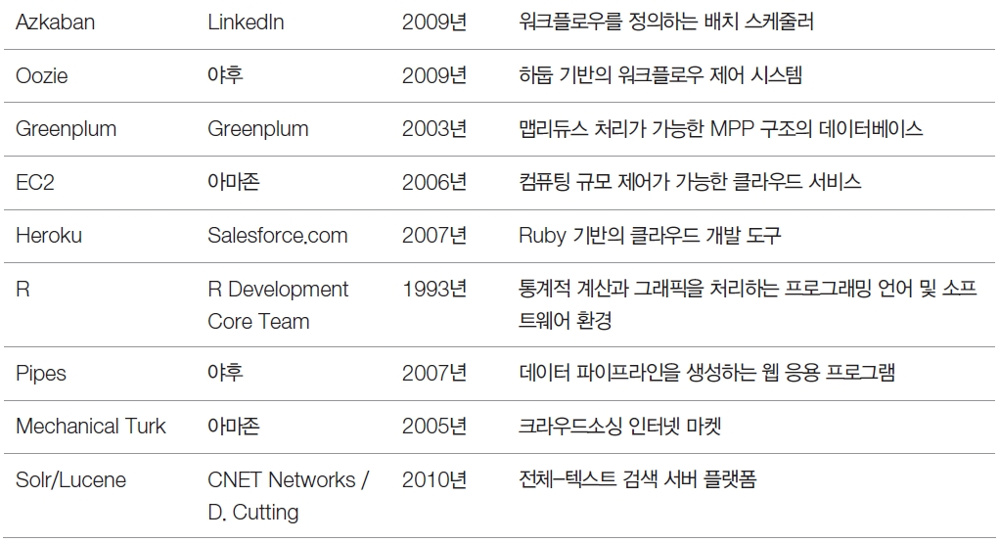 Azkaban LinkedIn 2009년 워크플로우를 정의하는 배치 스케줄러
Oozie 야후 2009년 하둡 기반의 워크플로우 제어 시스템
Greenplum Greenplum 2003년 맵리듀스 처리가 가능한 MPP 구조의 데이터베이스
EC2 아마존 2006년 컴퓨팅 규모 제어가 가능한 클라우드 서비스
Heroku Salesforce.com 2007년 Ruby 기반의 클라우드 개발 도구
R R Development 1993년 통계적 계산과 그래픽을 처리하는 프로그래밍 언어 및 소프
Core Team 트웨어 환경
Pipes 야후 2007년 데이터 파이프라인을 생성하는 웹 응용 프로그램
Mechanical Turk 아마존 2005년 크라우드소싱 인터넷 마켓
Solr/Lucene CNET Networks / 2010년 전체-텍스트 검색 서버 플랫폼
D. Cutting